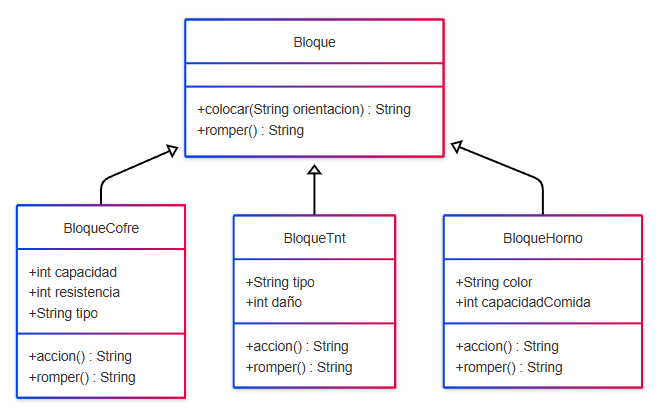 Bloque
+colocar(String orientacion) : String
+romper() : String
BloqueCofre
+int capacidad
+int resistencia
+String tipo
+accion() : String
+romper() : String
BloqueTnt
+String tipo
+int daño
+accion() : String
+romper() : String
BloqueHorno
+String color
+int capacidadComida
+accion() : String
+romper() : String